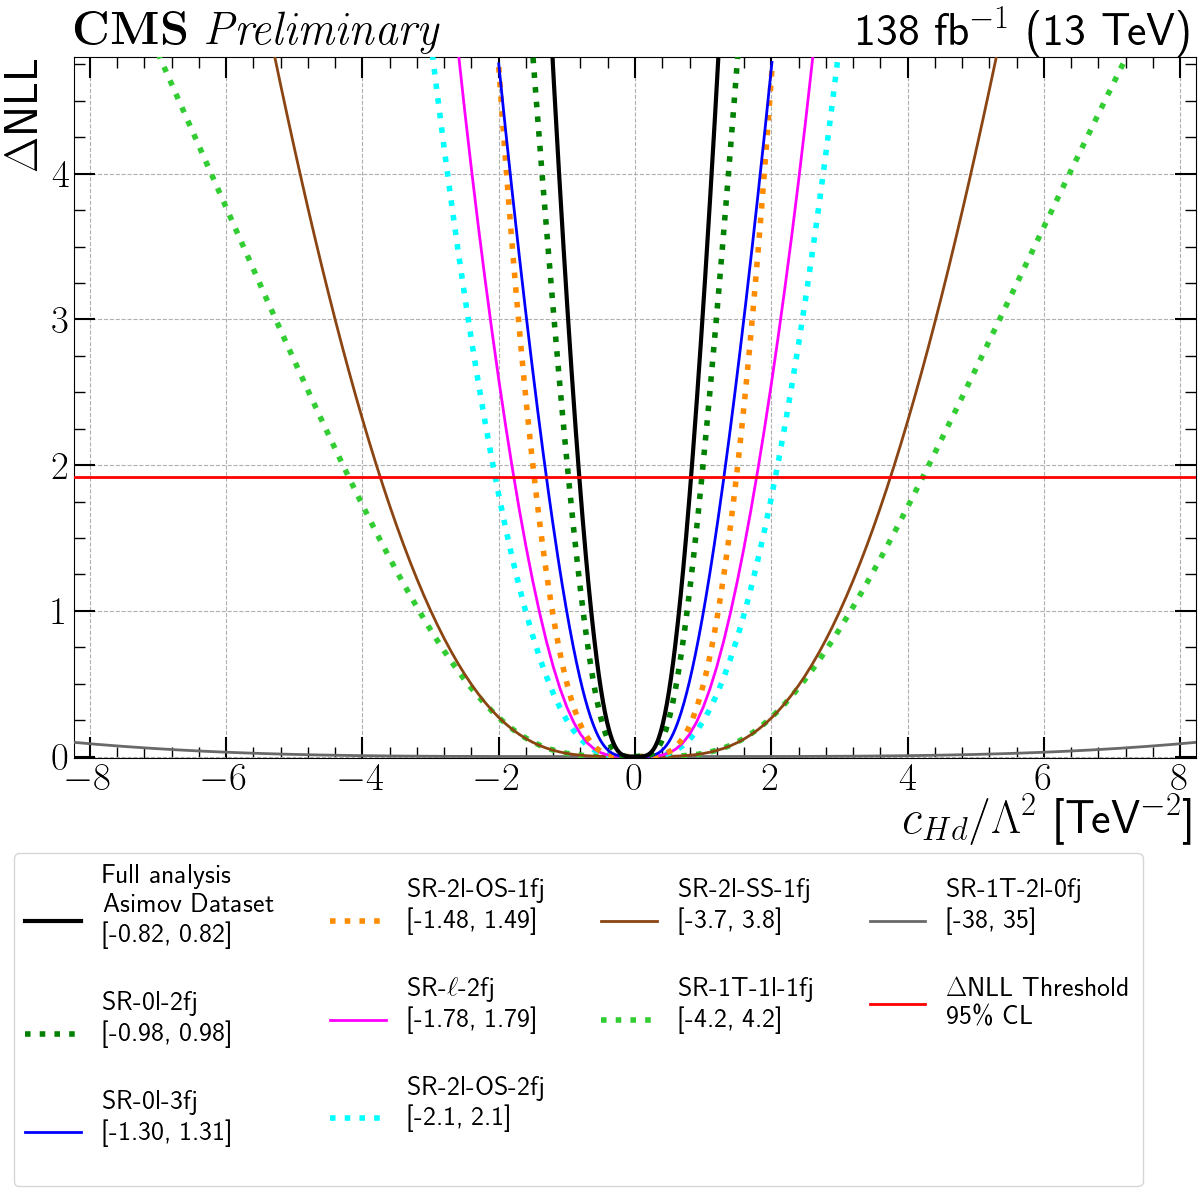 CMS Preliminary 138 fb⁻¹ (13 TeV)
ΔNLL
4
3
2
1
0
−8 −6 −4 −2 0 2 4 6 8
c_{Hd}/Λ² [TeV⁻²]
Full analysis
Asimov Dataset
[-0.82, 0.82]
SR-0l-2fj
[-0.98, 0.98]
SR-0l-3fj
[-1.30, 1.31]
SR-2l-OS-1fj
[-1.48, 1.49]
SR-ℓ-2fj
[-1.78, 1.79]
SR-2l-OS-2fj
[-2.1, 2.1]
SR-2l-SS-1fj
[-3.7, 3.8]
SR-1T-1l-1fj
[-4.2, 4.2]
SR-1T-2l-0fj
[-38, 35]
ΔNLL Threshold
95% CL